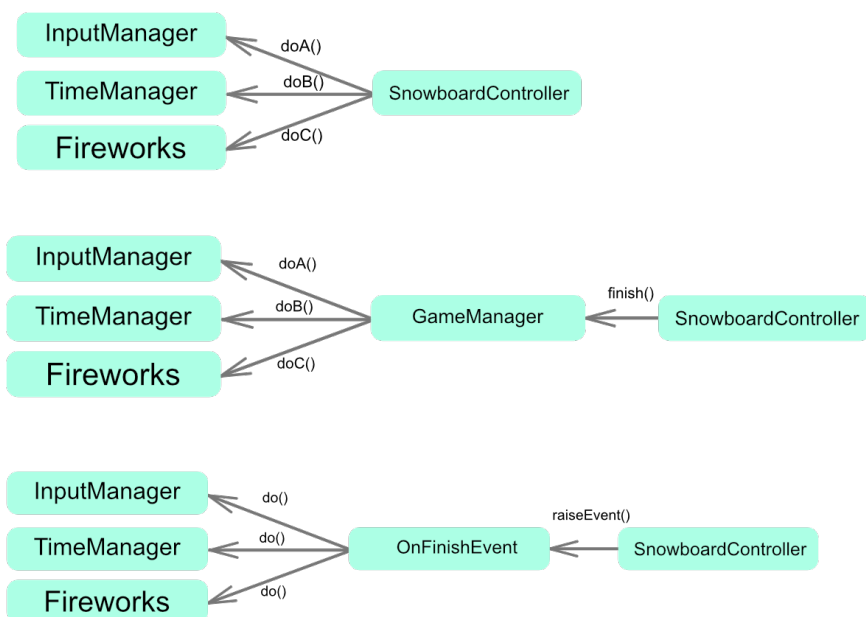 InputManager
doA()
TimeManager
doB()
SnowboardController
Fireworks
doC()
InputManager
doA()
TimeManager
doB()
GameManager
finish()
SnowboardController
Fireworks
doC()
InputManager
do()
TimeManager
do()
OnFinishEvent
raiseEvent()
SnowboardController
Fireworks
do()